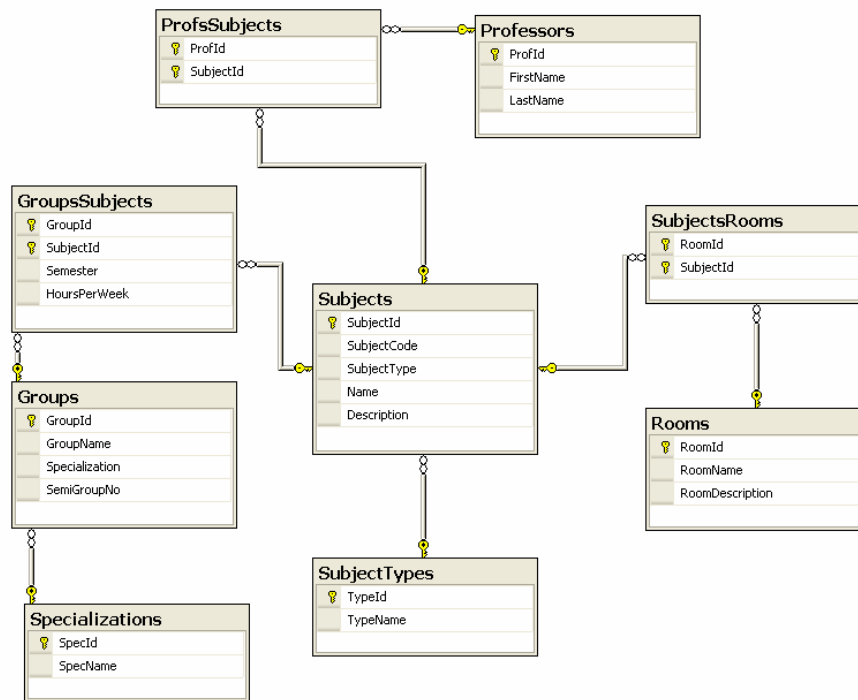 ProfsSubjects
ProfId
SubjectId
Professors
ProfId
FirstName
LastName
GroupsSubjects
GroupId
SubjectId
Semester
HoursPerWeek
SubjectsRooms
RoomId
SubjectId
Subjects
SubjectId
SubjectCode
SubjectType
Name
Description
Groups
GroupId
GroupName
Specialization
SemiGroupNo
Rooms
RoomId
RoomName
RoomDescription
SubjectTypes
TypeId
TypeName
Specializations
SpecId
SpecName